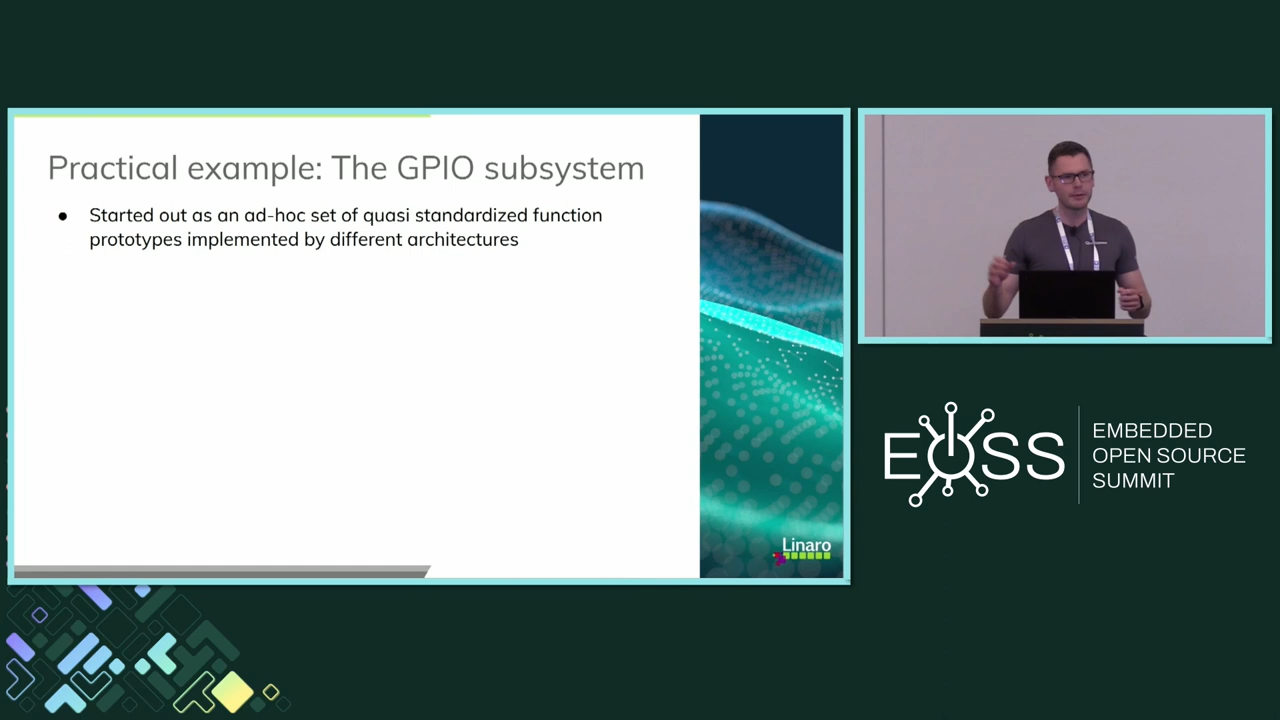 Practical example: The GPIO subsystem
● Started out as an ad-hoc set of quasi standardized function
prototypes implemented by different architectures
Linaro
EOSS
EMBEDDED
OPEN SOURCE
SUMMIT